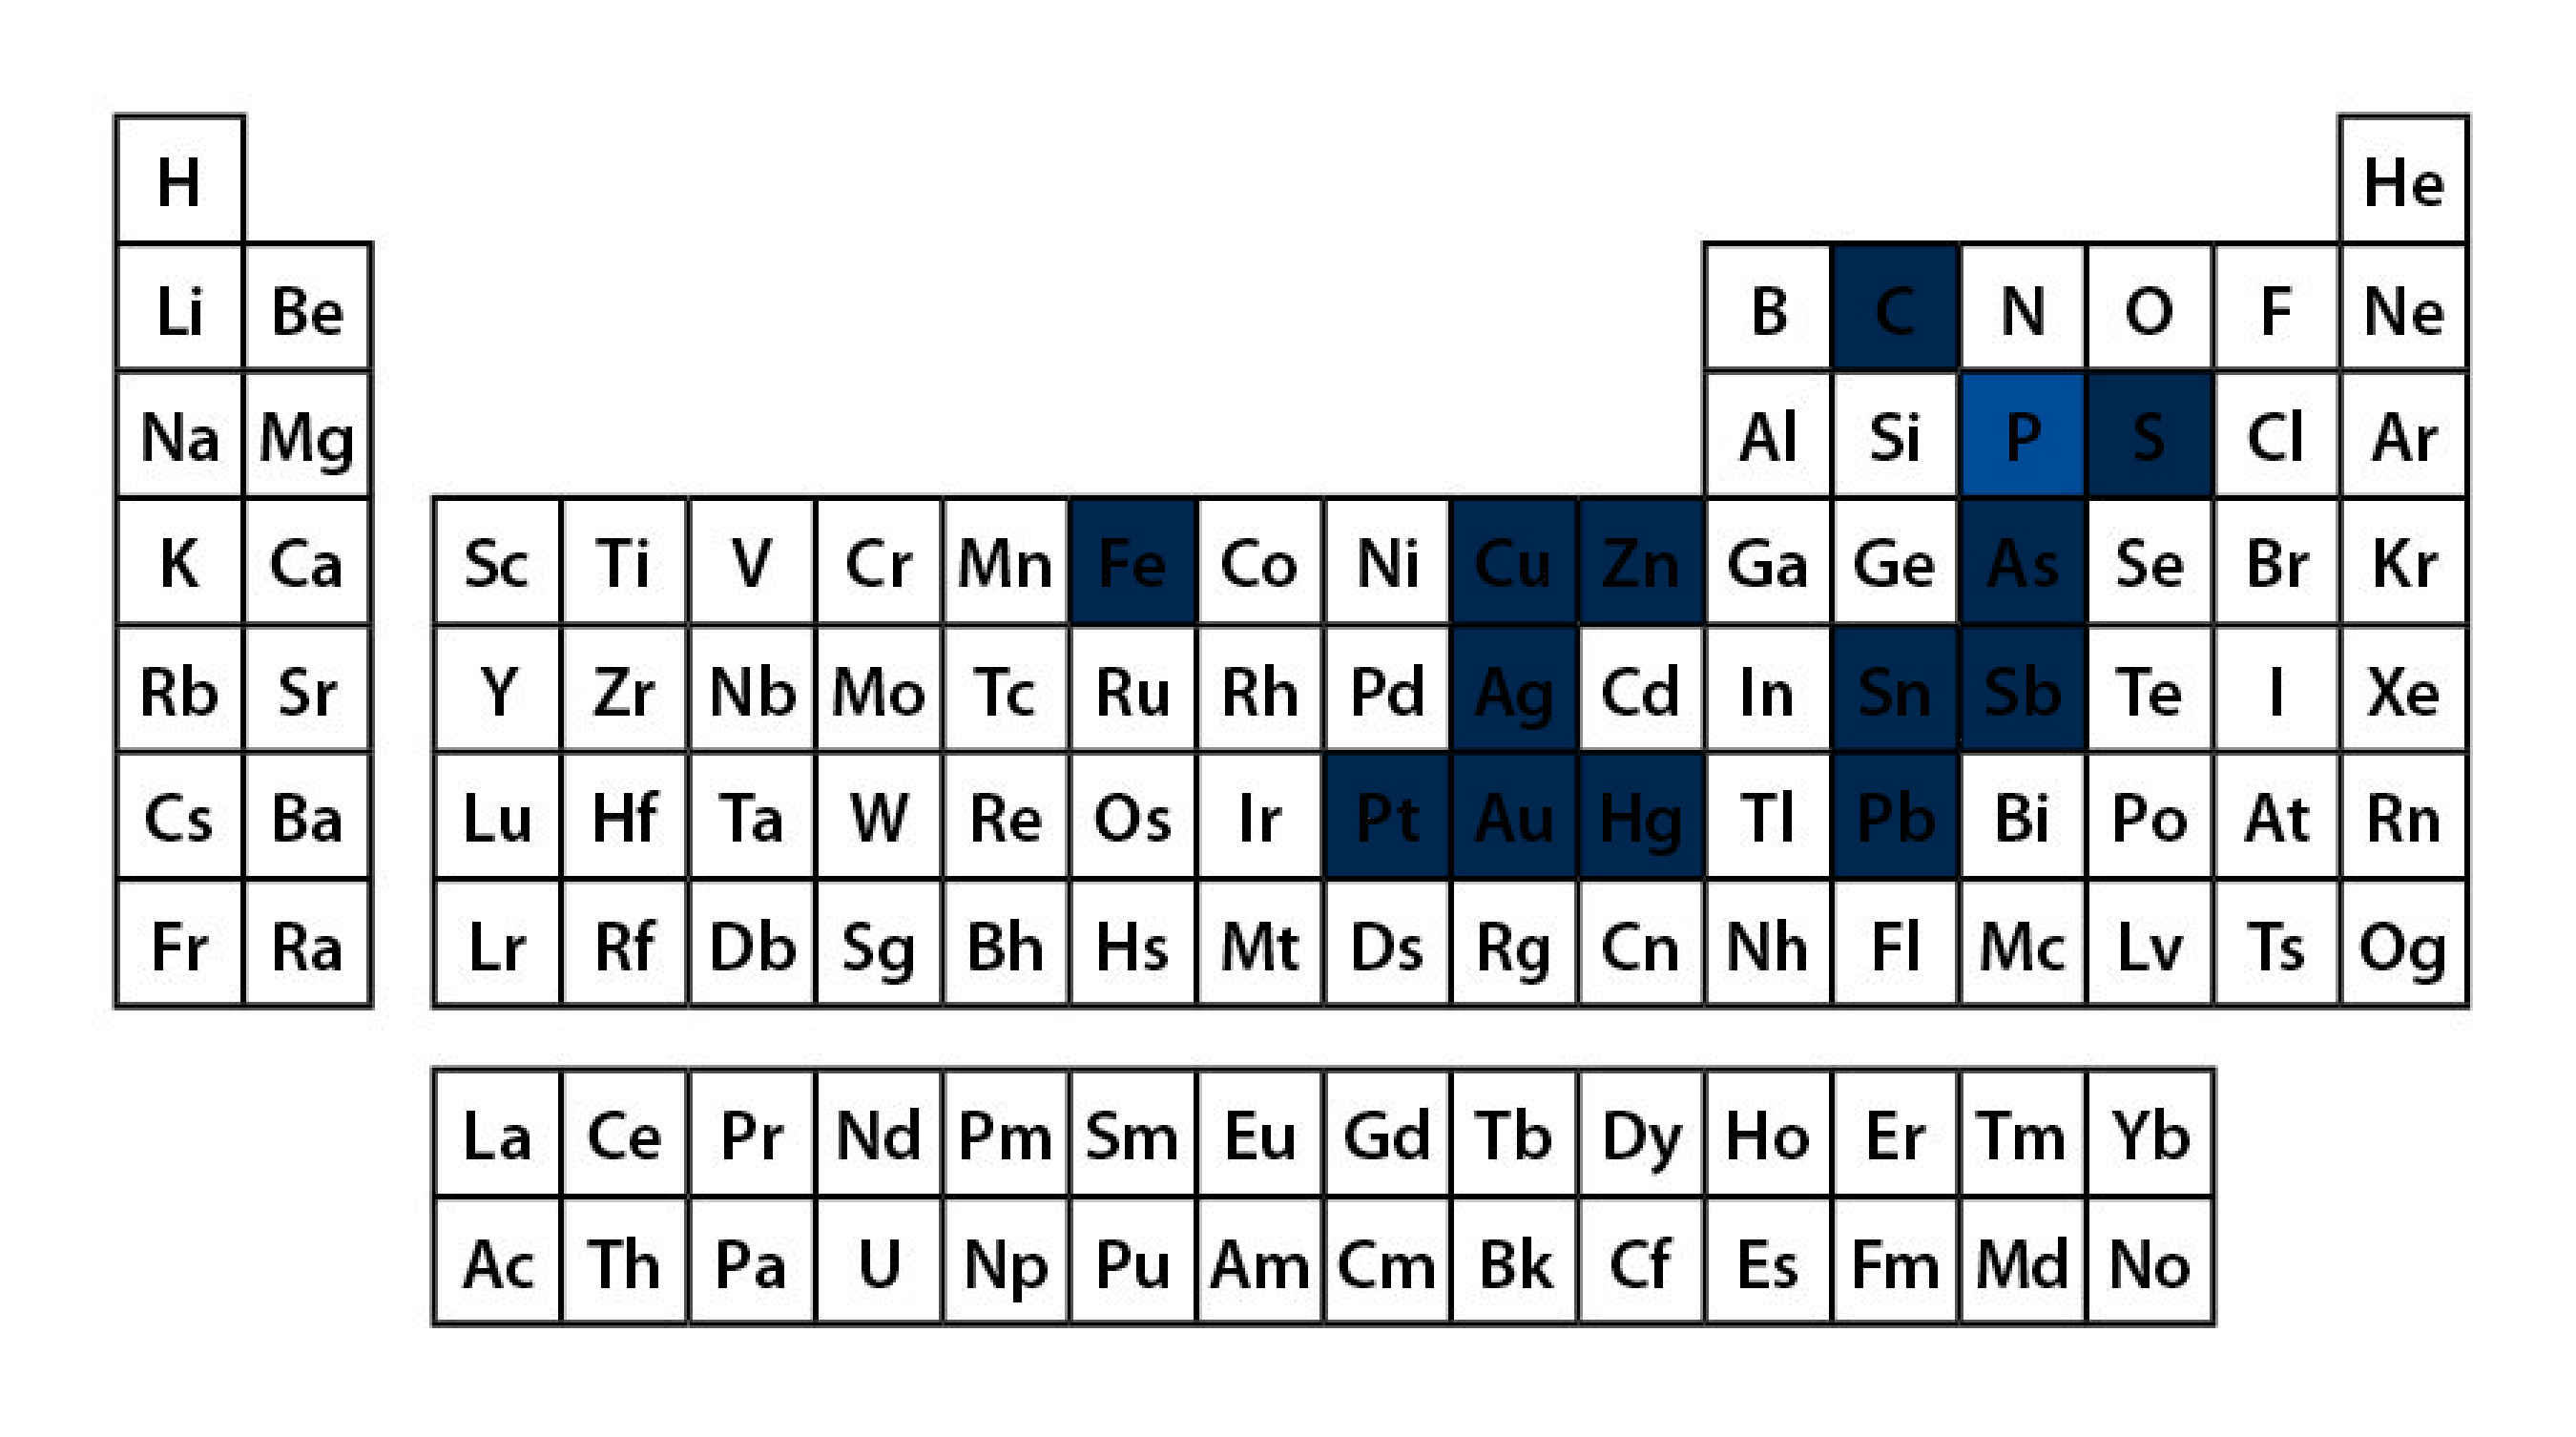 H He
Li Be B C N O F Ne
Na Mg Al Si P S Cl Ar
K Ca Sc Ti V Cr Mn Fe Co Ni Cu Zn Ga Ge As Se Br Kr
Rb Sr Y Zr Nb Mo Tc Ru Rh Pd Ag Cd In Sn Sb Te I Xe
Cs Ba Lu Hf Ta W Re Os Ir Pt Au Hg Tl Pb Bi Po At Rn
Fr Ra Lr Rf Db Sg Bh Hs Mt Ds Rg Cn Nh Fl Mc Lv Ts Og
La Ce Pr Nd Pm Sm Eu Gd Tb Dy Ho Er Tm Yb
Ac Th Pa U Np Pu Am Cm Bk Cf Es Fm Md No